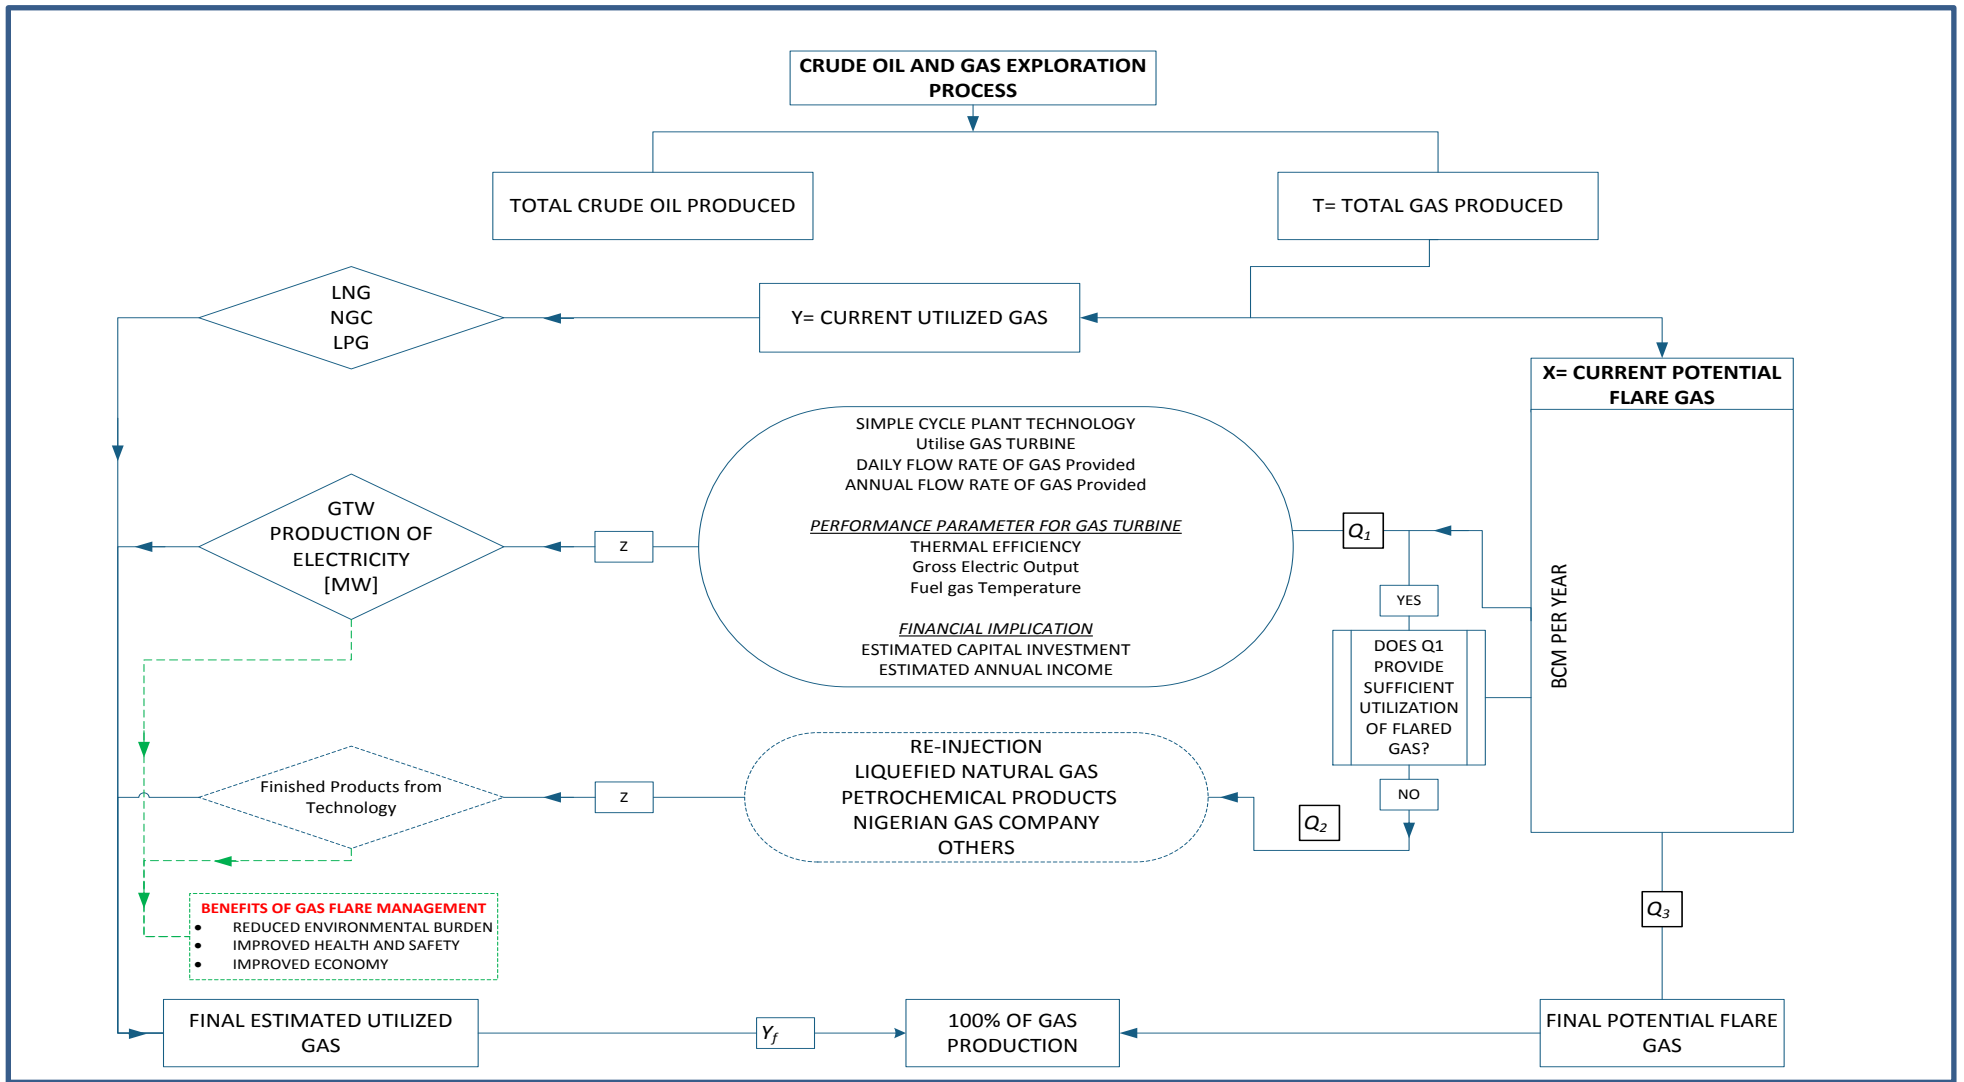 CRUDE OIL AND GAS EXPLORATION
PROCESS
TOTAL CRUDE OIL PRODUCED
T= TOTAL GAS PRODUCED
LNG
NGC
LPG
Y= CURRENT UTILIZED GAS
X= CURRENT POTENTIAL
FLARE GAS
BCM PER YEAR
SIMPLE CYCLE PLANT TECHNOLOGY
Utilise GAS TURBINE
DAILY FLOW RATE OF GAS Provided
ANNUAL FLOW RATE OF GAS Provided
PERFORMANCE PARAMETER FOR GAS TURBINE
THERMAL EFFICIENCY
Gross Electric Output
Fuel gas Temperature
FINANCIAL IMPLICATION
ESTIMATED CAPITAL INVESTMENT
ESTIMATED ANNUAL INCOME
GTW
PRODUCTION OF
ELECTRICITY
[MW]
Z
Q₁
YES
DOES Q1
PROVIDE
SUFFICIENT
UTILIZATION
OF FLARED
GAS?
NO
Q₂
RE-INJECTION
LIQUEFIED NATURAL GAS
PETROCHEMICAL PRODUCTS
NIGERIAN GAS COMPANY
OTHERS
Z
Finished Products from
Technology
BENEFITS OF GAS FLARE MANAGEMENT
• REDUCED ENVIRONMENTAL BURDEN
• IMPROVED HEALTH AND SAFETY
• IMPROVED ECONOMY
Q₃
FINAL ESTIMATED UTILIZED
GAS
Y_f
100% OF GAS
PRODUCTION
FINAL POTENTIAL FLARE
GAS